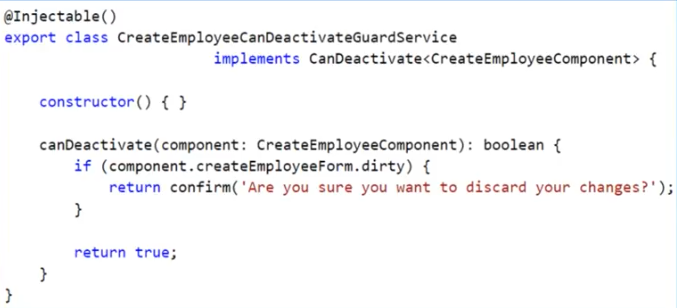 @Injectable()
export class CreateEmployeeCanDeactivateGuardService
implements CanDeactivate<CreateEmployeeComponent> {
constructor() { }
canDeactivate(component: CreateEmployeeComponent): boolean {
if (component.createEmployeeForm.dirty) {
return confirm('Are you sure you want to discard your changes?');
}
return true;
}
}